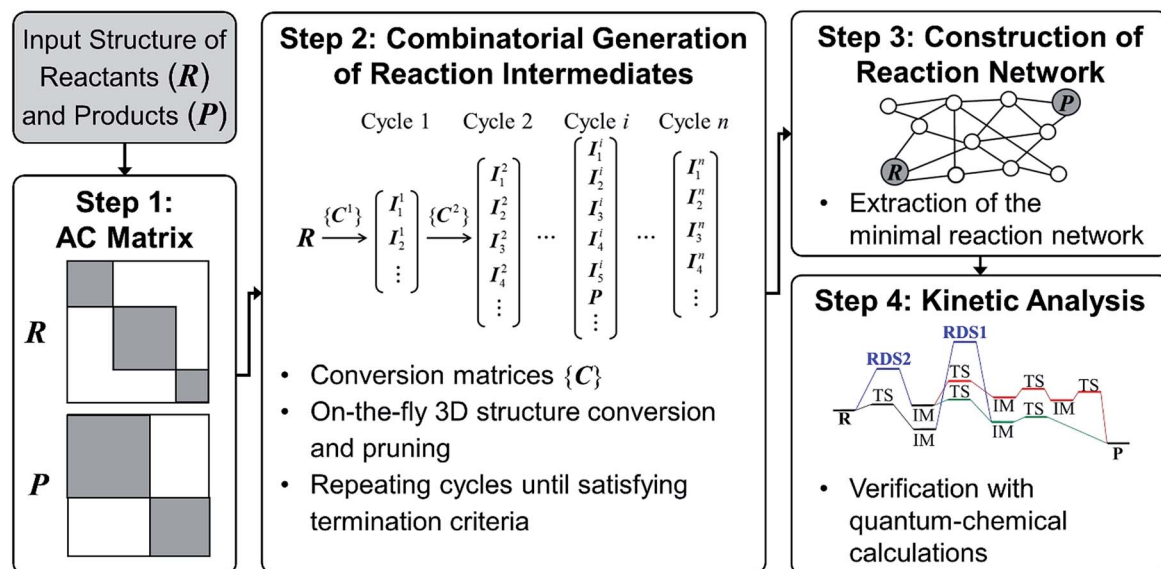 Input Structure of
Reactants (R)
and Products (P)
Step 1:
AC Matrix
R
P
Step 2: Combinatorial Generation
of Reaction Intermediates
Cycle 1 Cycle 2 Cycle i Cycle n
R {C¹} I₁¹ I₂¹ ⋮
{C²} I₁² I₂² I₃² I₄² ⋮
... I₁ⁱ I₂ⁱ I₃ⁱ I₄ⁱ I₅ⁱ P ⋮
... I₁ⁿ I₂ⁿ I₃ⁿ I₄ⁿ ⋮
• Conversion matrices {C}
• On-the-fly 3D structure conversion
and pruning
• Repeating cycles until satisfying
termination criteria
Step 3: Construction of
Reaction Network
P
R
• Extraction of the
minimal reaction network
Step 4: Kinetic Analysis
RDS1
RDS2
TS TS TS TS
TS TS
R IM IM IM
IM IM
P
• Verification with
quantum-chemical
calculations